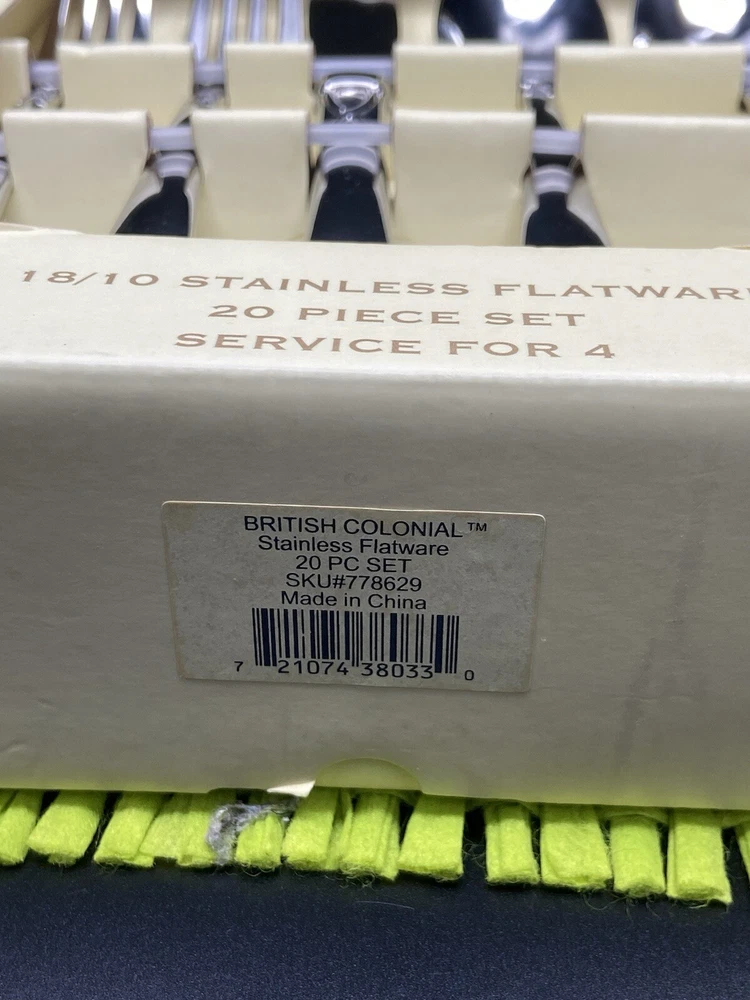 18/10 STAINLESS FLATWARE
20 PIECE SET
SERVICE FOR 4
BRITISH COLONIAL™
Stainless Flatware
20 PC SET
SKU#778629
Made in China
7 21074 38033 0